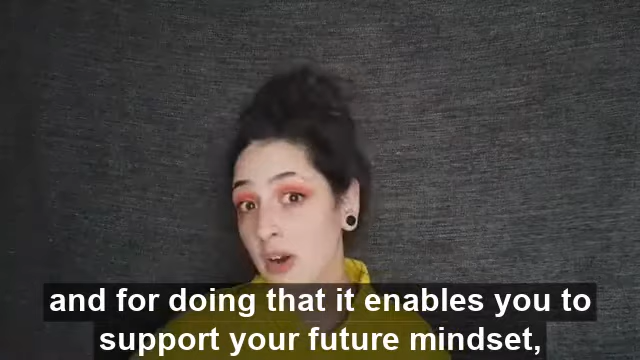 and for doing that it enables you to
support your future mindset,